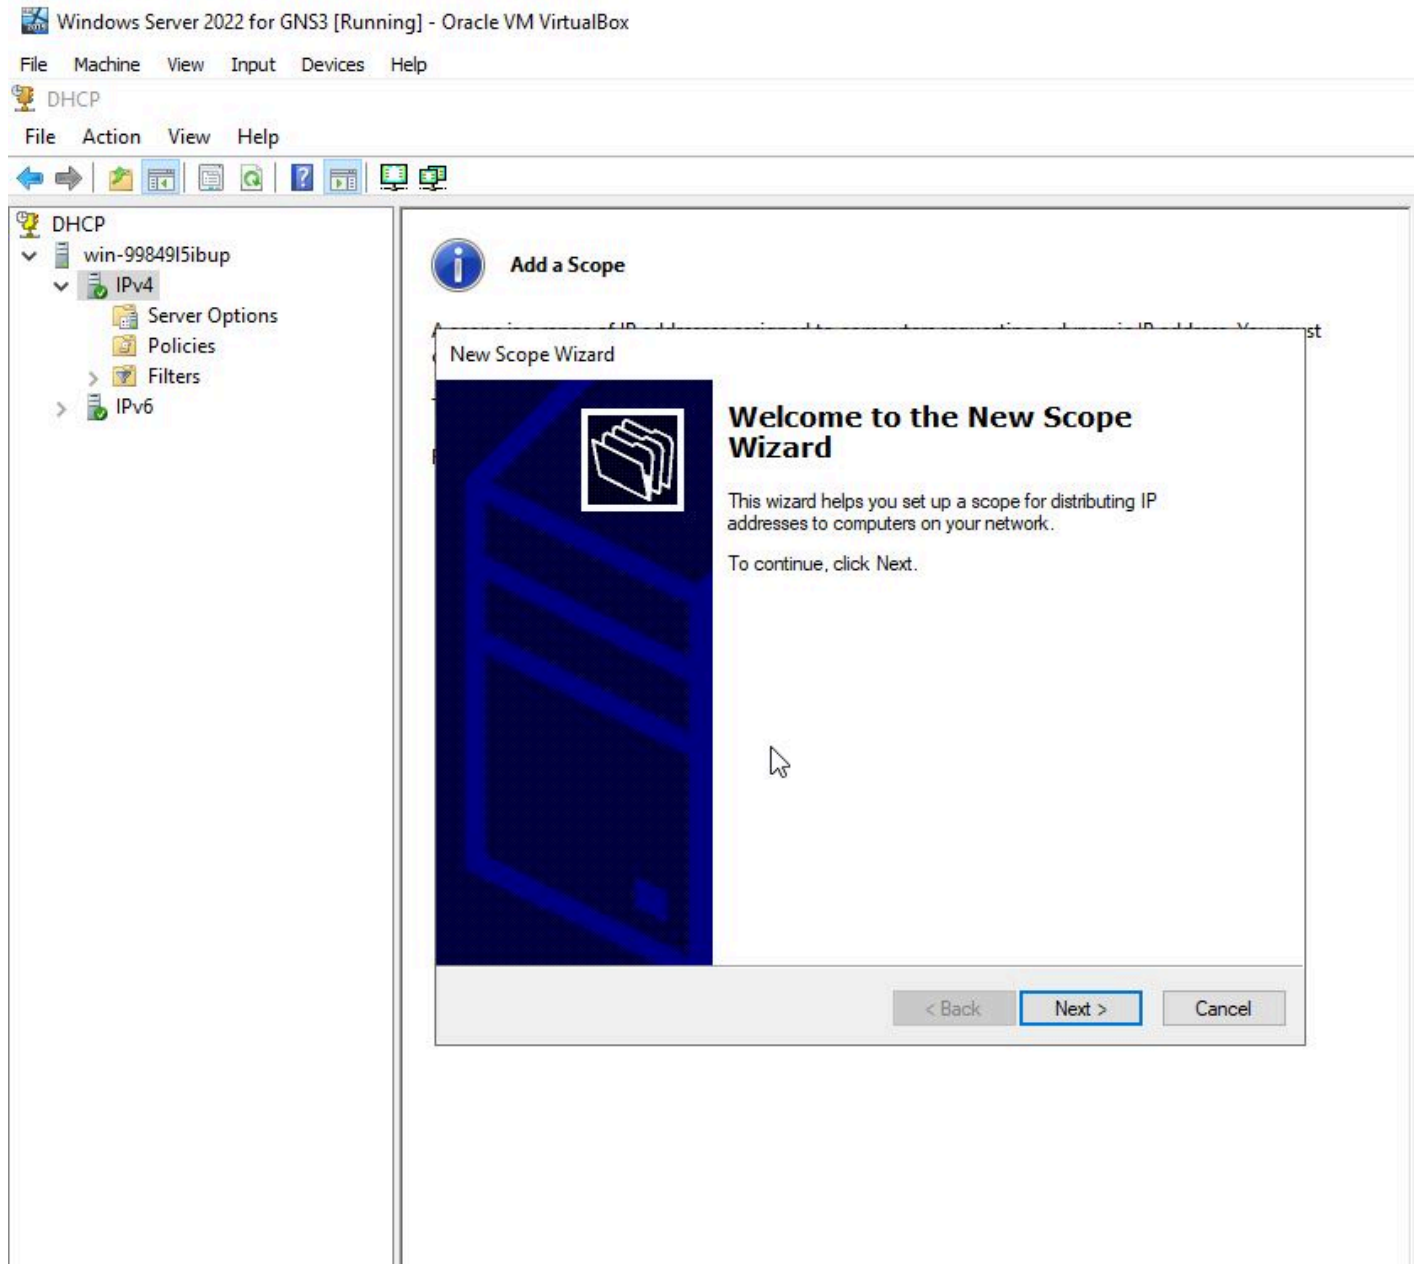 Windows Server 2022 for GNS3 [Running] - Oracle VM VirtualBox
File Machine View Input Devices Help
DHCP
File Action View Help
DHCP
win-99849l5ibup
IPv4
Server Options
Policies
Filters
IPv6
Add a Scope
st
New Scope Wizard
Welcome to the New Scope
Wizard
This wizard helps you set up a scope for distributing IP
addresses to computers on your network.
To continue, click Next.
< Back Next > Cancel